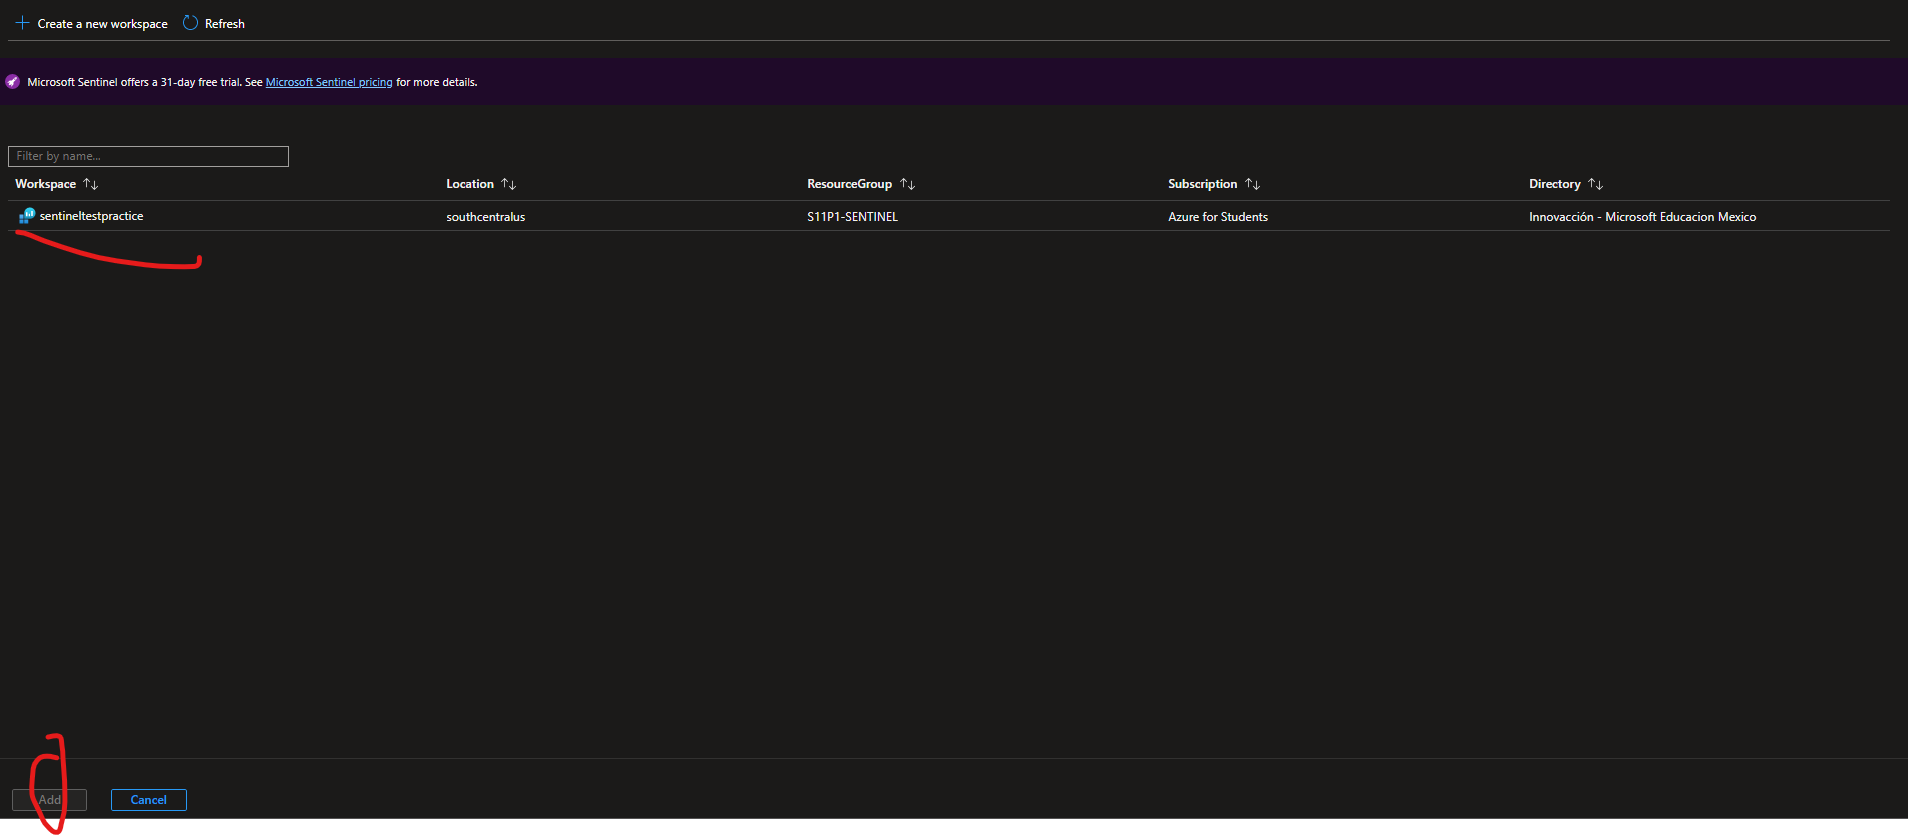 Create a new workspace Refresh
Microsoft Sentinel offers a 31-day free trial. See Microsoft Sentinel pricing for more details.
Filter by name...
Workspace Location ResourceGroup Subscription Directory
sentineltestpractice southcentralus S11P1-SENTINEL Azure for Students Innovacción - Microsoft Educacion Mexico
Add Cancel